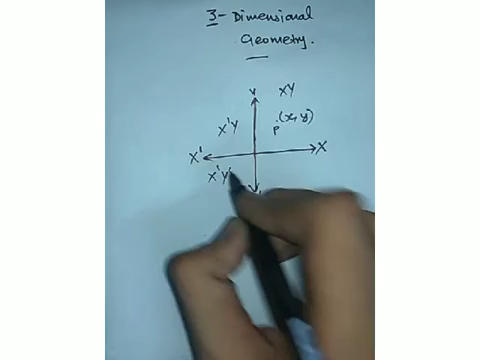 3-Dimensional
Geometry.
Y
XY
.(x, y)
P
X'Y
X'
X
X'Y'